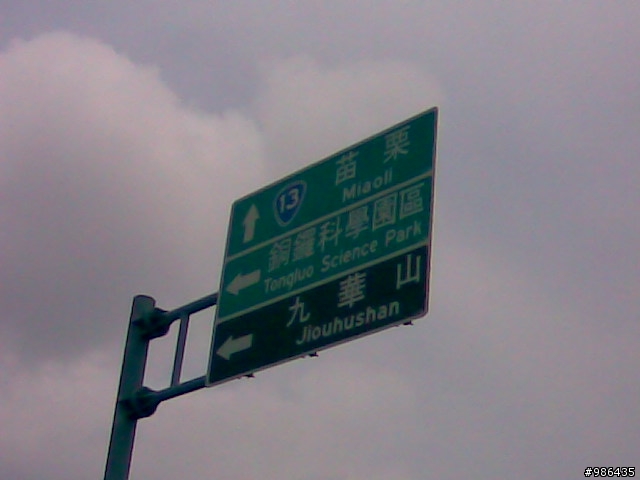 苗栗
13
Miaoli
銅鑼科學園區
Tongluo Science Park
九華山
Jiouhushan
#986435